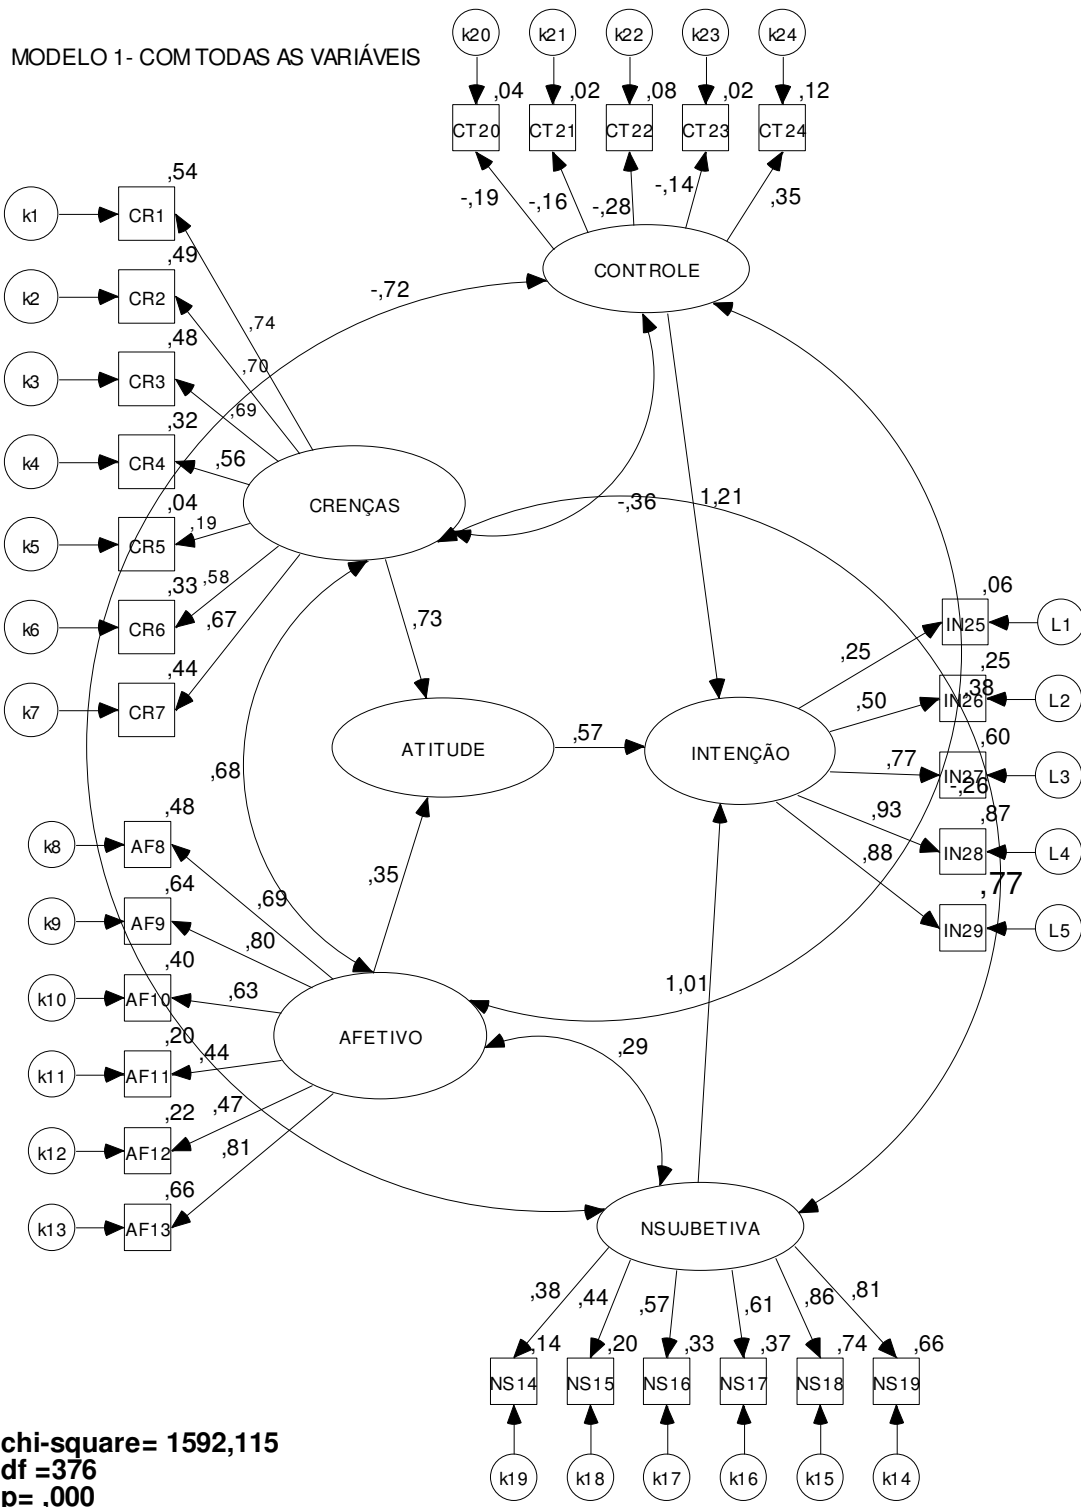 MODELO 1- COM TODAS AS VARIÁVEIS
k20
k21
k22
k23
k24
,04
,02
,08
,02
,12
CT20
CT21
CT22
CT23
CT24
-,19
-,16
-,28
-,14
,35
CONTROLE
-,72
k1
CR1
,54
k2
CR2
,49
k3
CR3
,48
k4
CR4
,32
k5
CR5
,04
k6
CR6
,33
k7
CR7
,44
,74
,70
,69
,56
,19
,58
,67
CRENÇAS
-,36
1,21
,73
,68
ATITUDE
,57
INTENÇÃO
,25
,50
,77
,93
,88
,06
IN25
L1
,25
IN26
L2
,38
,60
IN27
L3
-,26
,87
IN28
L4
,77
IN29
L5
k8
AF8
,48
k9
AF9
,64
k10
AF10
,40
k11
AF11
,20
k12
AF12
,22
k13
AF13
,66
,69
,80
,63
,44
,47
,81
,35
AFETIVO
1,01
,29
NSUJBETIVA
,38
,44
,57
,61
,86
,81
,14
,20
,33
,37
,74
,66
NS14
NS15
NS16
NS17
NS18
NS19
k19
k18
k17
k16
k15
k14
chi-square= 1592,115
df =376
p= ,000